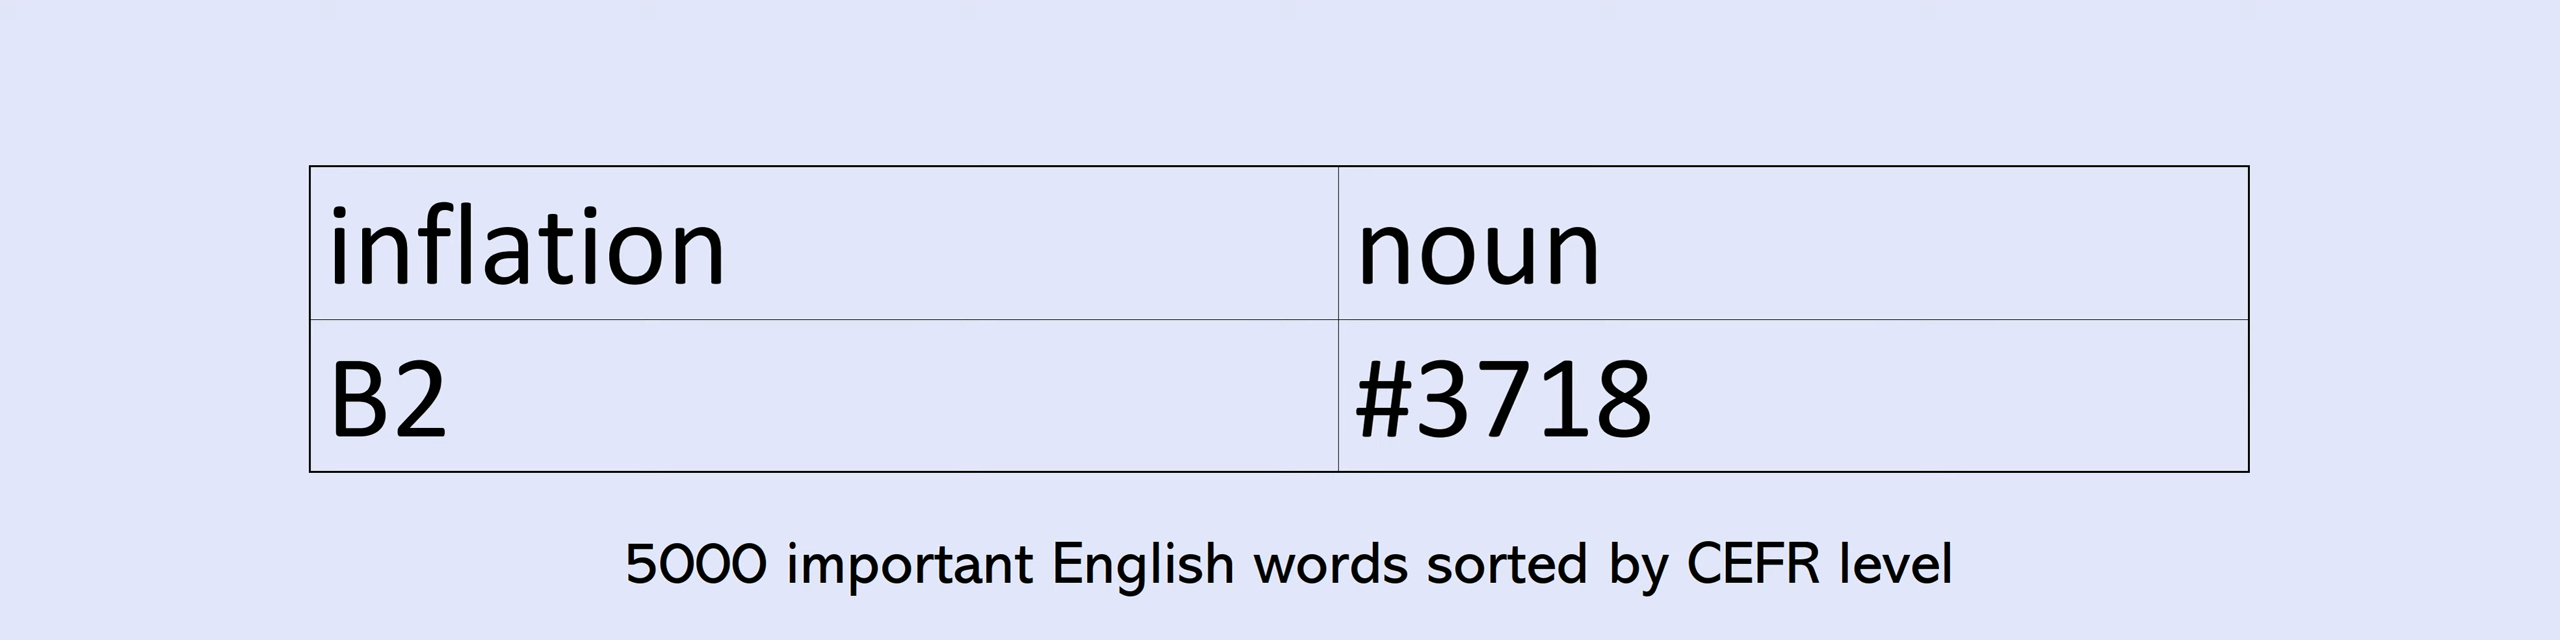 inflation noun
B2 #3718
5000 important English words sorted by CEFR level